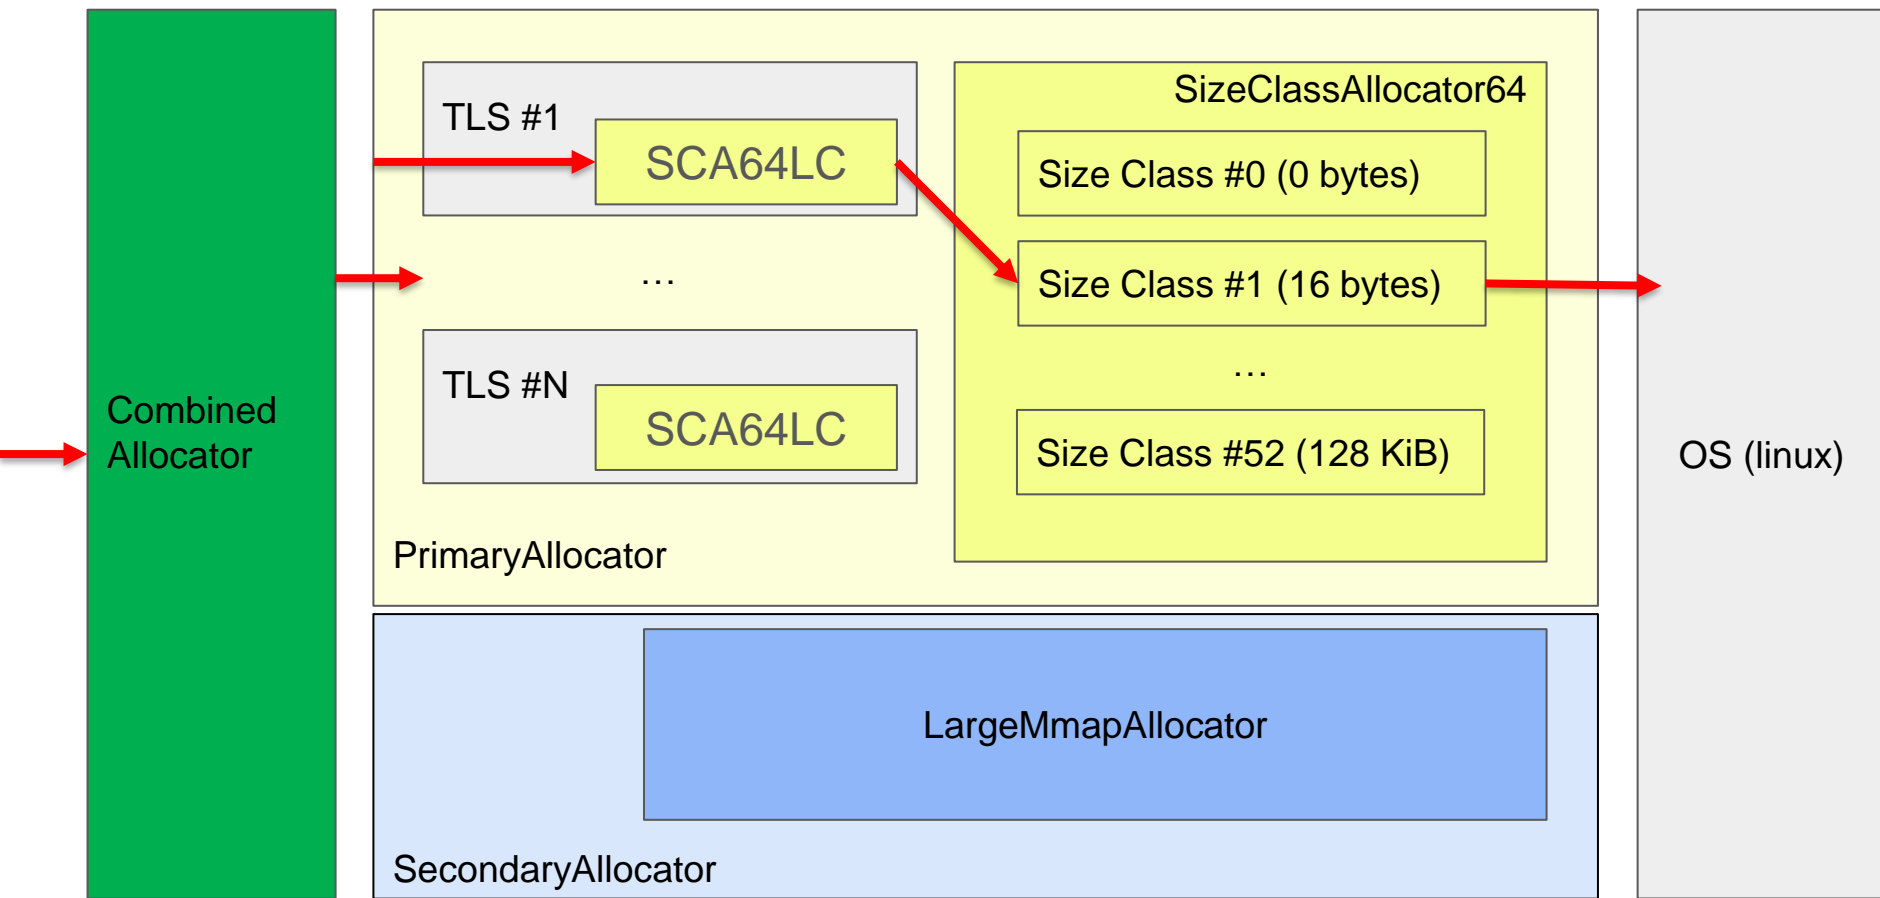 Combined
Allocator
TLS #1
SCA64LC
…
TLS #N
SCA64LC
PrimaryAllocator
SizeClassAllocator64
Size Class #0 (0 bytes)
Size Class #1 (16 bytes)
…
Size Class #52 (128 KiB)
LargeMmapAllocator
SecondaryAllocator
OS (linux)